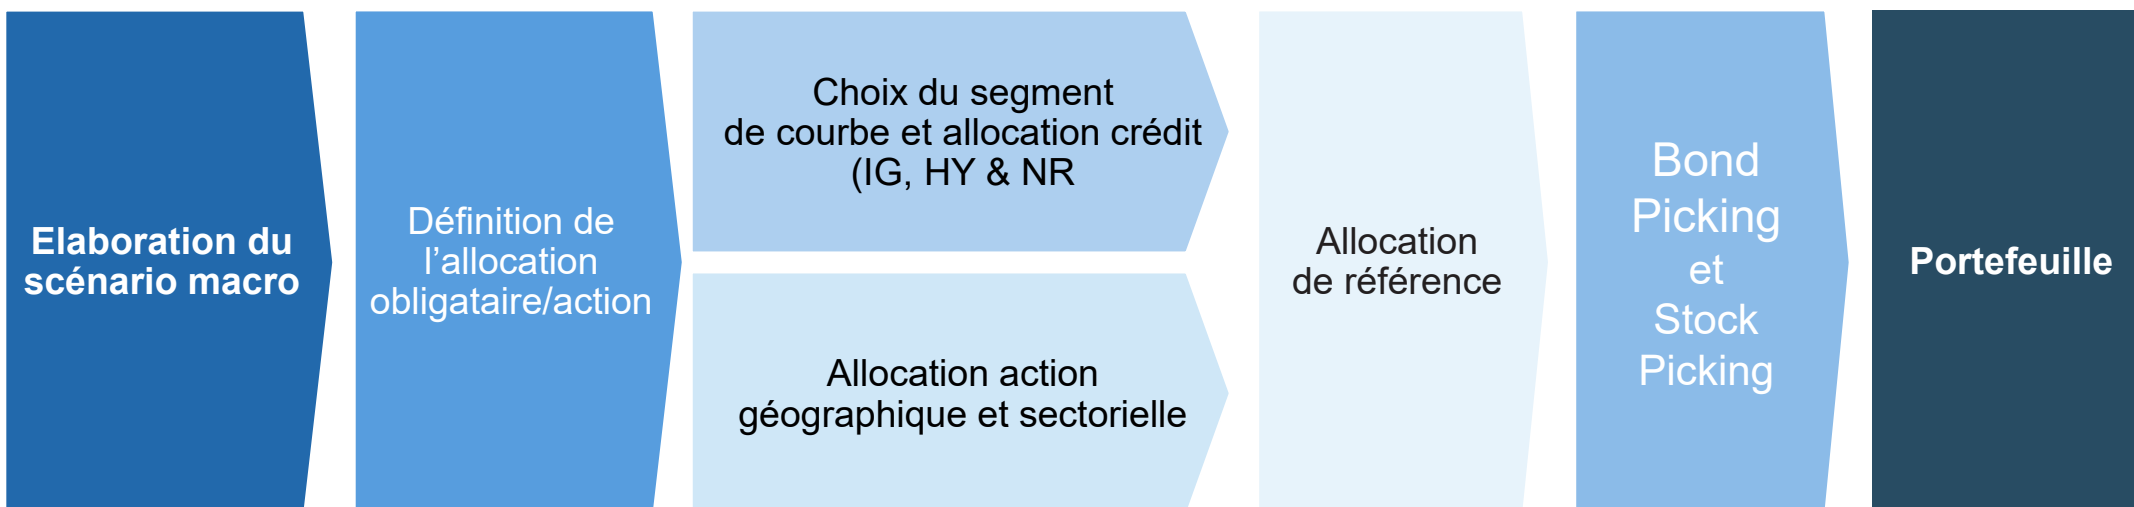 Elaboration du
scénario macro
Définition de
l’allocation
obligataire/action
Choix du segment
de courbe et allocation crédit
(IG, HY & NR
Allocation action
géographique et sectorielle
Allocation
de référence
Bond
Picking
et
Stock
Picking
Portefeuille